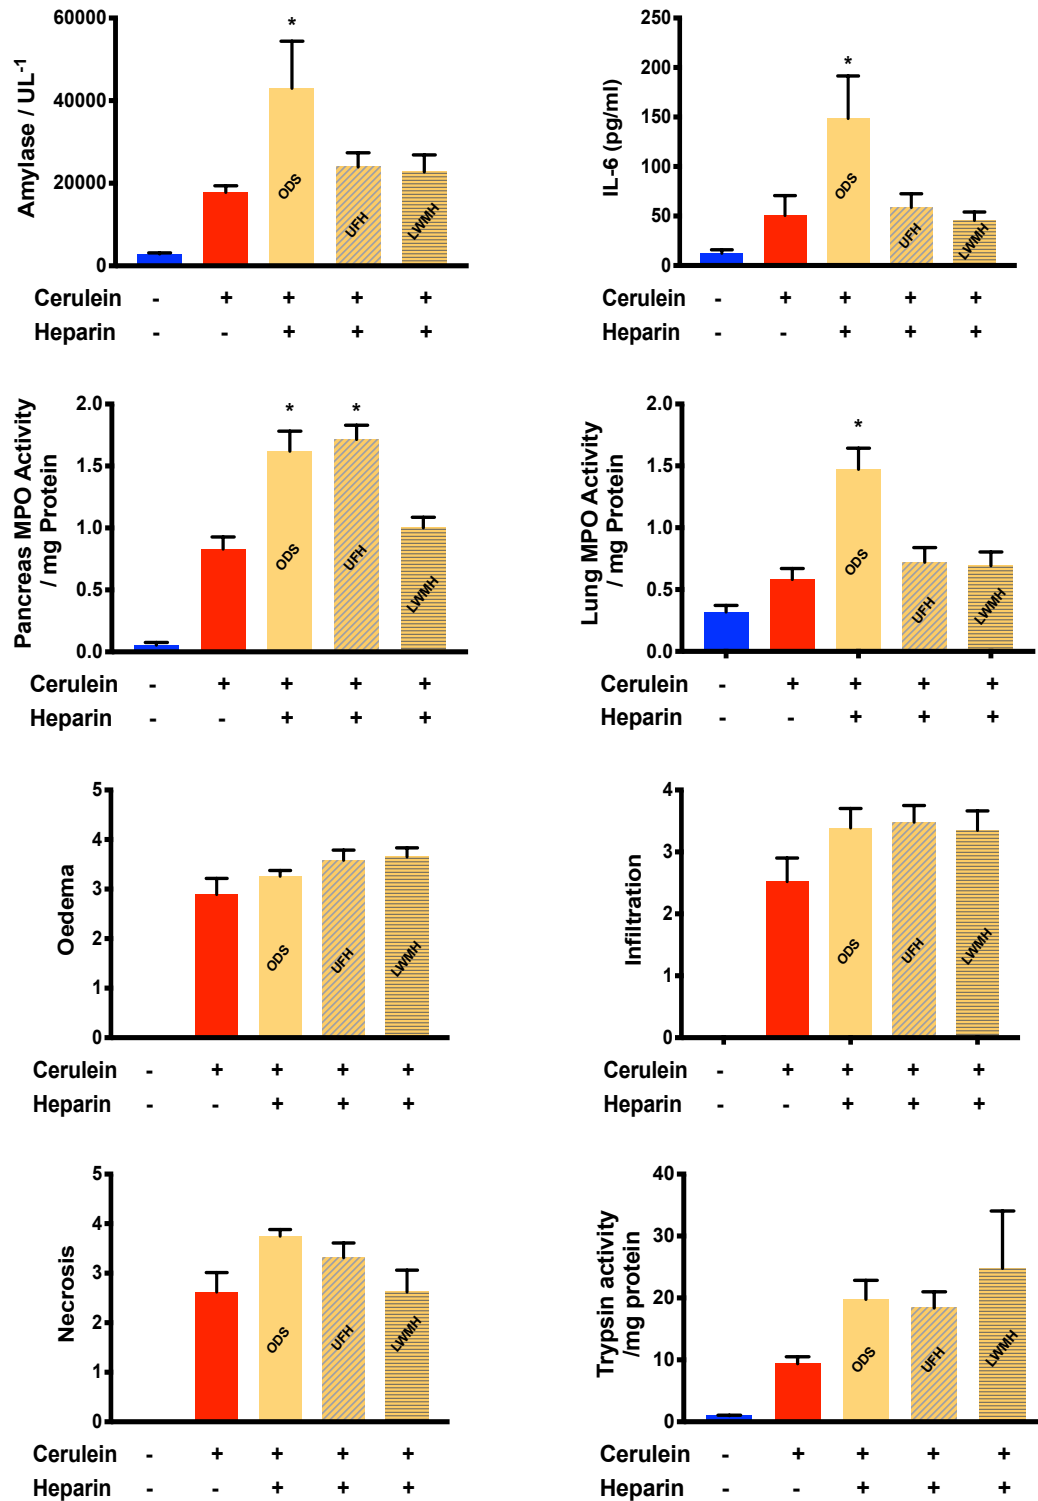 Amylase / UL-1
60000
40000
20000
0
*
ODS
UFH
LWMH
Cerulein - + + + +
Heparin - - + + +
IL-6 (pg/ml)
250
200
150
100
50
0
*
ODS
UFH
LWMH
Cerulein - + + + +
Heparin - - + + +
Pancreas MPO Activity
/ mg Protein
2.0
1.5
1.0
0.5
0.0
* *
ODS
UFH
LWMH
Cerulein - + + + +
Heparin - - + + +
Lung MPO Activity
/ mg Protein
2.0
1.5
1.0
0.5
0.0
*
ODS
UFH
LWMH
Cerulein - + + + +
Heparin - - + + +
Oedema
5
4
3
2
1
0
ODS
UFH
LWMH
Cerulein - + + + +
Heparin - - + + +
Infiltration
4
3
2
1
0
ODS
UFH
LWMH
Cerulein - + + + +
Heparin - - + + +
Necrosis
5
4
3
2
1
0
ODS
UFH
LWMH
Cerulein - + + + +
Heparin - - + + +
Trypsin activity
/mg protein
40
30
20
10
0
ODS
UFH
LWMH
Cerulein - + + + +
Heparin - - + + +